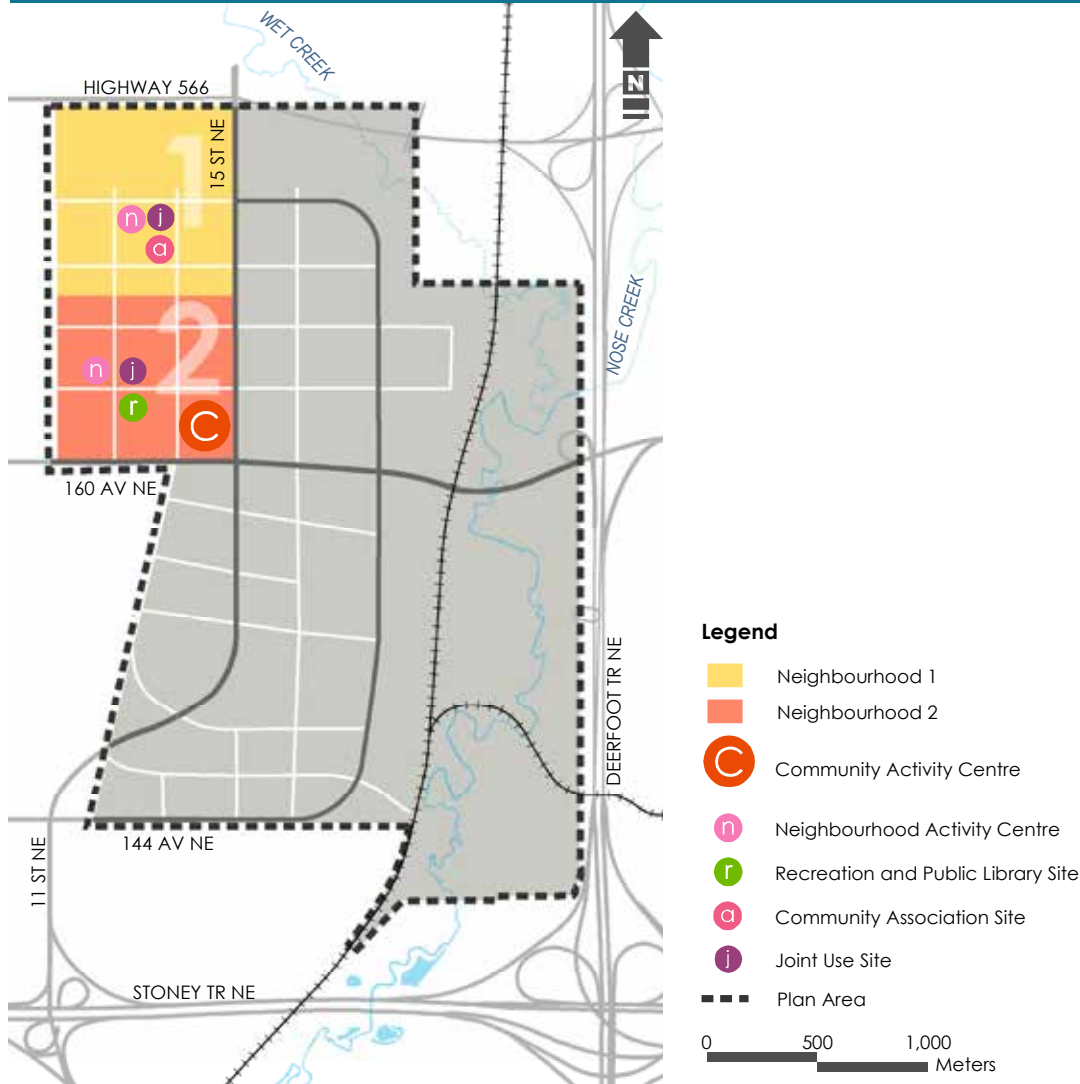 WET CREEK
N
HIGHWAY 566
15 ST NE
1
n
j
a
NOSE CREEK
2
n
j
r
C
160 AV NE
DEERFOOT TR NE
144 AV NE
11 ST NE
STONEY TR NE
Legend
Neighbourhood 1
Neighbourhood 2
C Community Activity Centre
n Neighbourhood Activity Centre
r Recreation and Public Library Site
a Community Association Site
j Joint Use Site
Plan Area
0 500 1,000
Meters